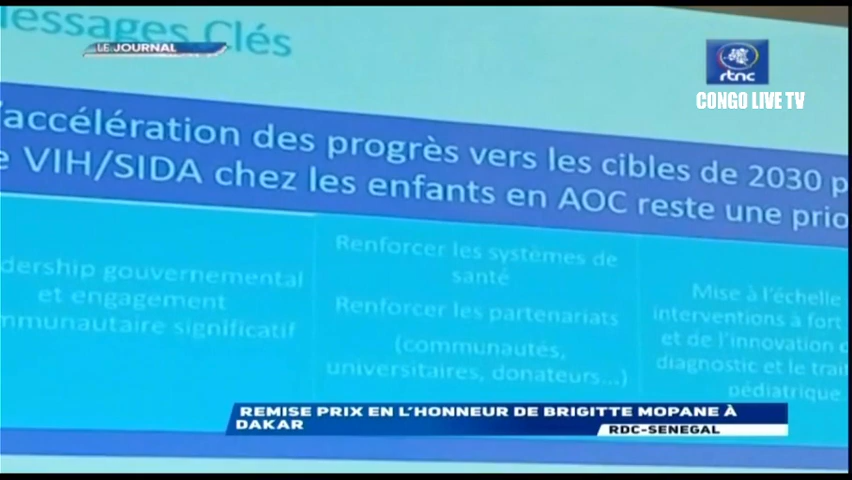 essages Clés
LE JOURNAL
rtnc
CONGO LIVE TV
'accélération des progrès vers les cibles de 2030 p
e VIH/SIDA chez les enfants en AOC reste une prio
dership gouvernemental
et engagement
mmunautaire significatif
Renforcer les systèmes de
santé
Renforcer les partenariats
(communautés,
universitaires, donateurs...)
Mise à l'échelle
interventions à fort
et de l'innovation
diagnostic et le trait
pédiatrique
REMISE PRIX EN L'HONNEUR DE BRIGITTE MOPANE À
DAKAR
RDC-SENEGAL